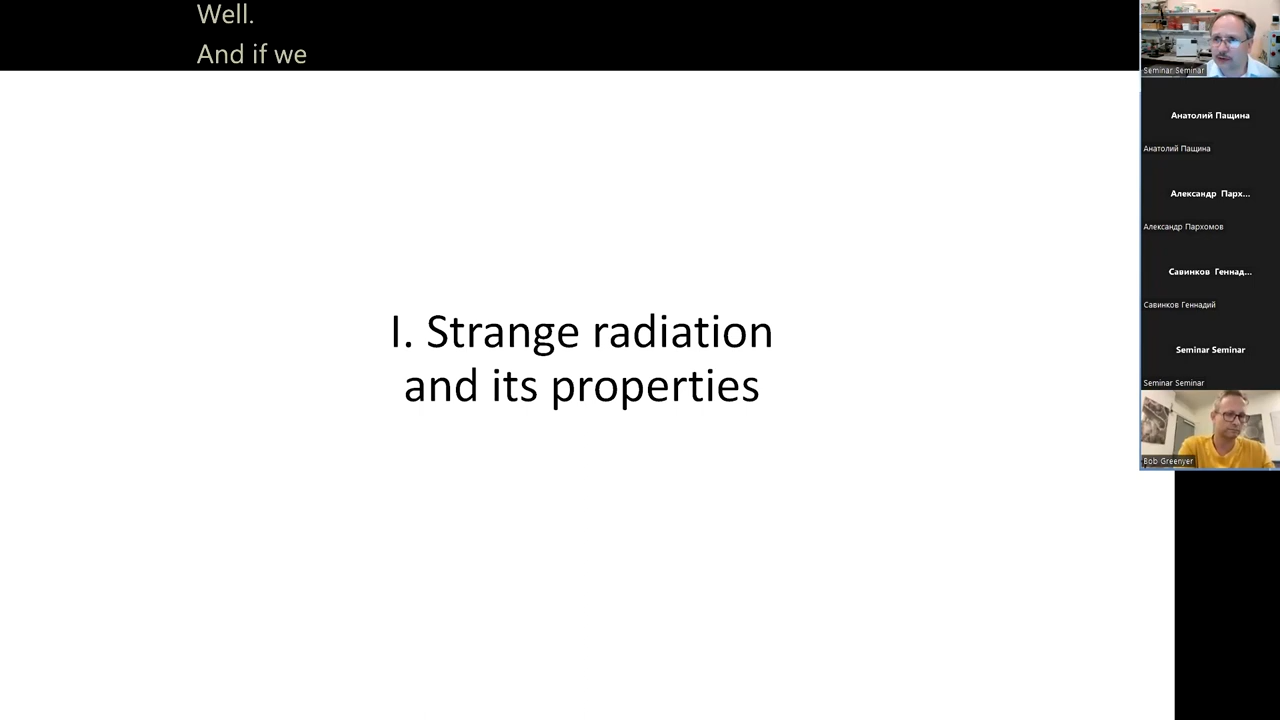 Well.
And if we
I. Strange radiation
and its properties
Seminar Seminar
Анатолий Пащина
Анатолий Пащина
Александр Парх...
Александр Пархомов
Савинков Геннад...
Савинков Геннадий
Seminar Seminar
Seminar Seminar
Bob Greenyer